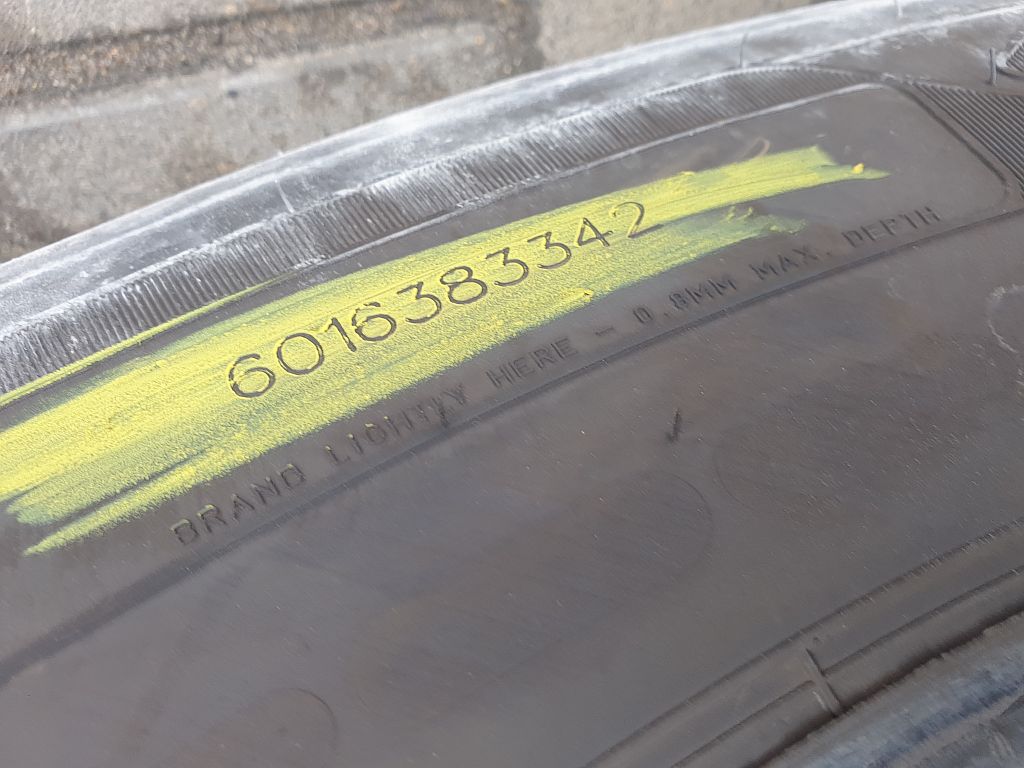 6016383342
BRAND LIGHTLY HERE - 0.8MM MAX. DEPTH